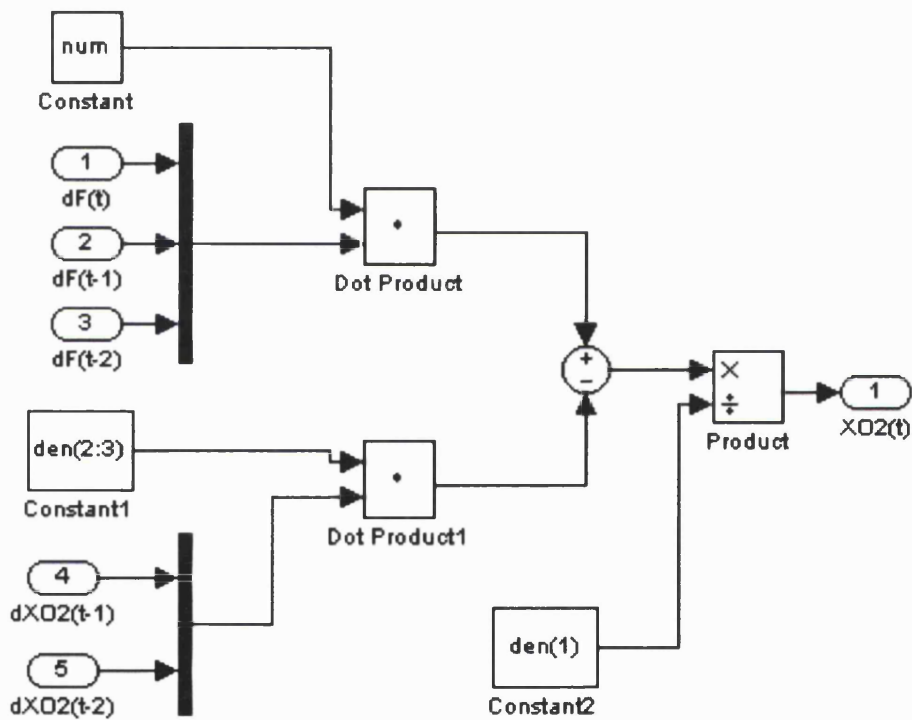 num
Constant
1
dF(t)
2
dF(t-1)
3
dF(t-2)
•
Dot Product
+
−
den(2:3)
Constant1
•
Dot Product1
4
dXO2(t-1)
5
dXO2(t-2)
×
÷
Product
1
XO2(t)
den(1)
Constant2